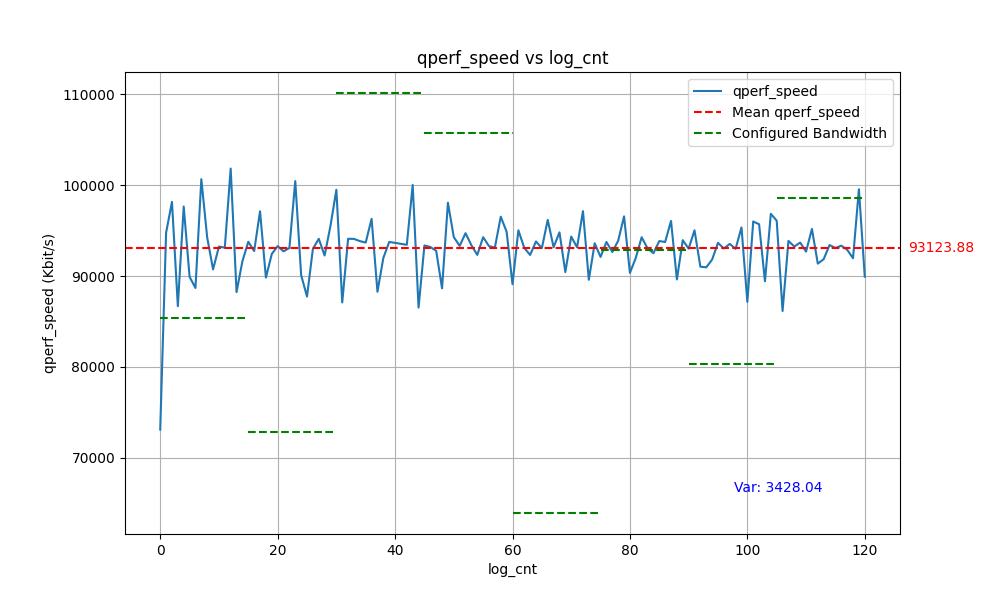 qperf_speed vs log_cnt
qperf_speed
Mean qperf_speed
Configured Bandwidth
qperf_speed (Kbit/s)
110000
100000
90000
80000
70000
93123.88
Var: 3428.04
0 20 40 60 80 100 120
log_cnt